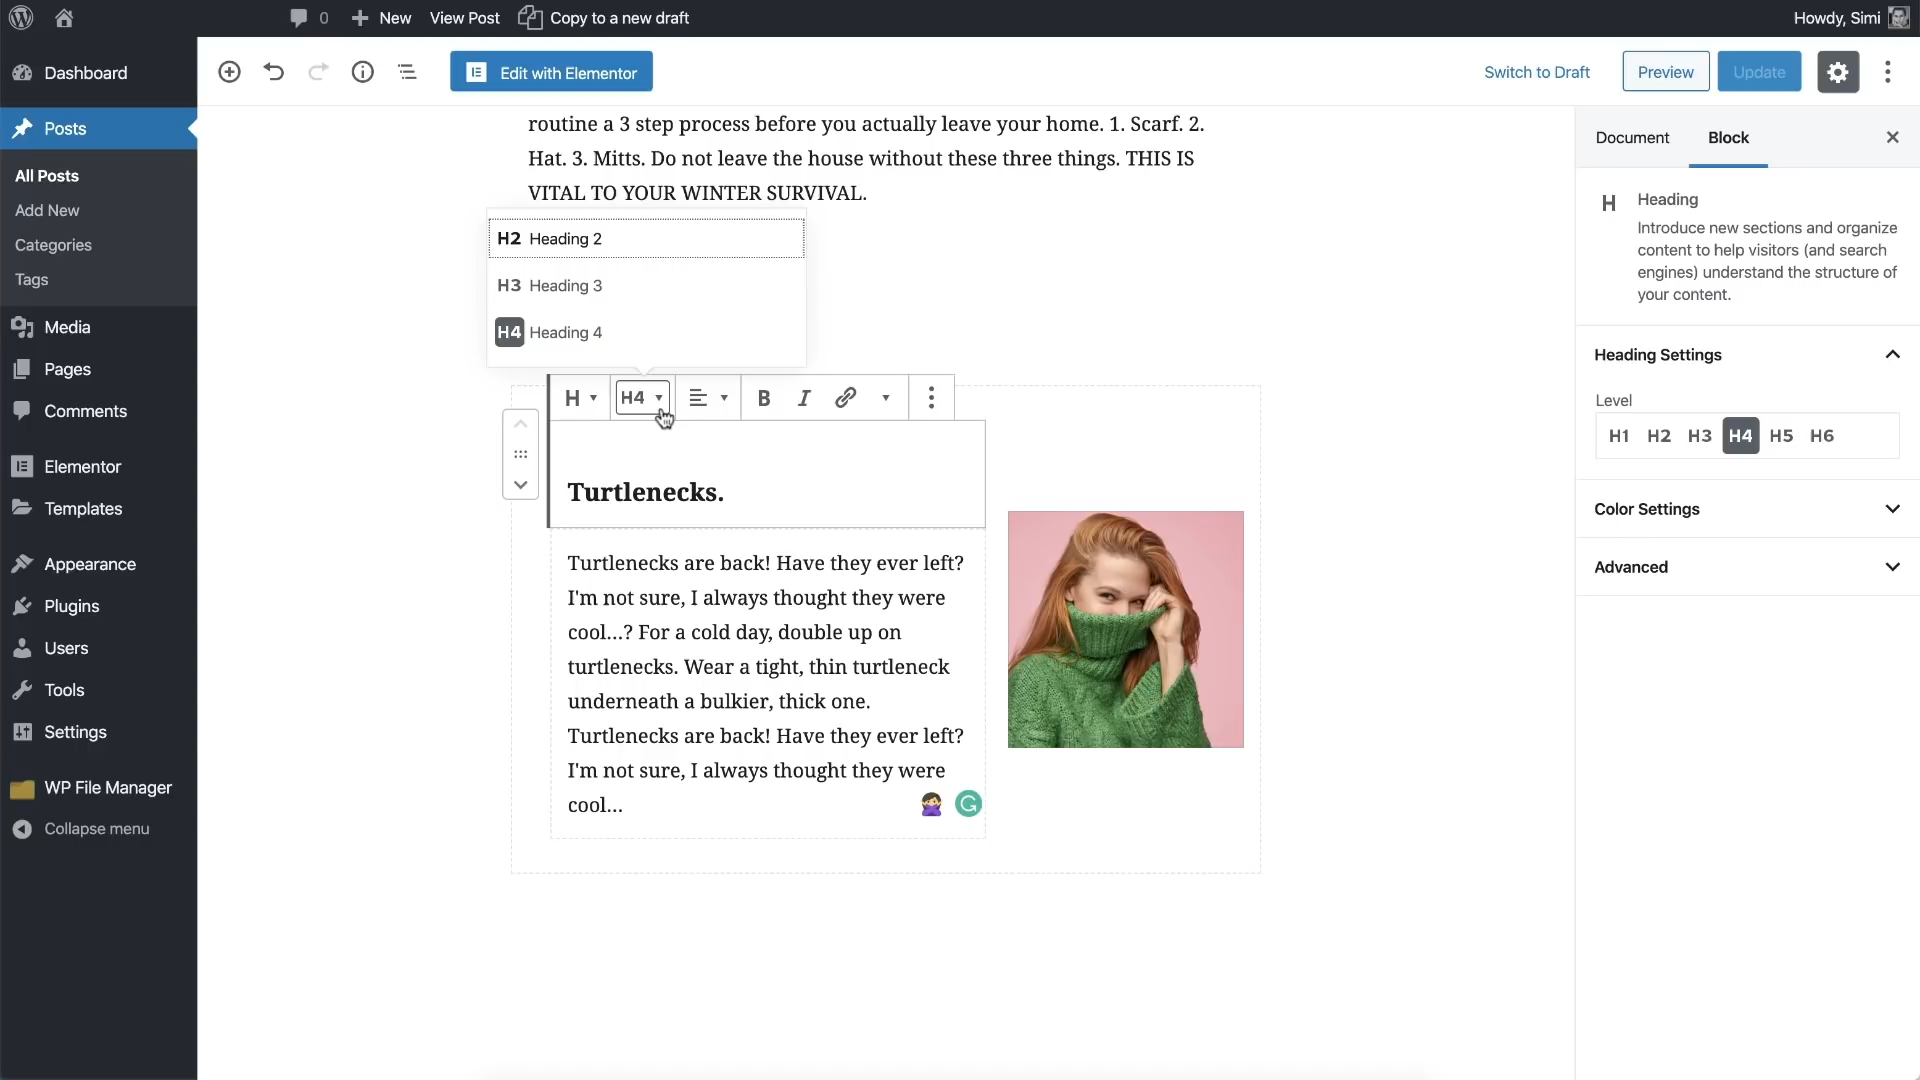 0 New View Post Copy to a new draft Howdy, Simi
Dashboard
Posts
All Posts
Add New
Categories
Tags
Media
Pages
Comments
Elementor
Templates
Appearance
Plugins
Users
Tools
Settings
WP File Manager
Collapse menu
Edit with Elementor Switch to Draft Preview Update
routine a 3 step process before you actually leave your home. 1. Scarf. 2.
Hat. 3. Mitts. Do not leave the house without these three things. THIS IS
VITAL TO YOUR WINTER SURVIVAL.
H2 Heading 2
H3 Heading 3
H4 Heading 4
H H4 B I
Turtlenecks.
Turtlenecks are back! Have they ever left?
I'm not sure, I always thought they were
cool...? For a cold day, double up on
turtlenecks. Wear a tight, thin turtleneck
underneath a bulkier, thick one.
Turtlenecks are back! Have they ever left?
I'm not sure, I always thought they were
cool...
Document Block
H Heading
Introduce new sections and organize
content to help visitors (and search
engines) understand the structure of
your content.
Heading Settings
Level
H1 H2 H3 H4 H5 H6
Color Settings
Advanced